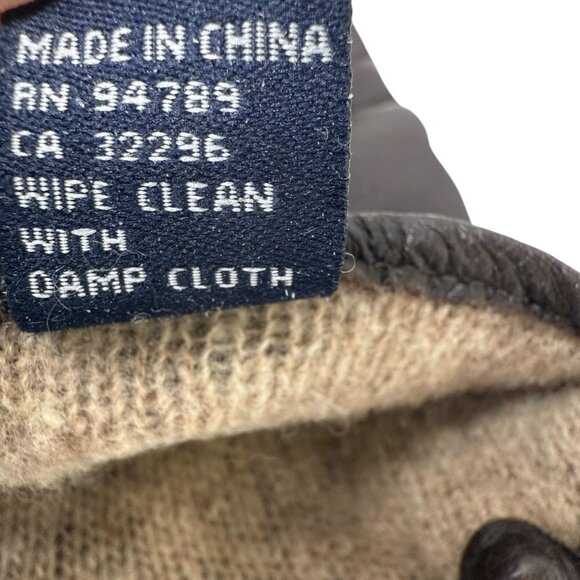 MADE IN CHINA
RN 94789
CA 32296
WIPE CLEAN
WITH
DAMP CLOTH